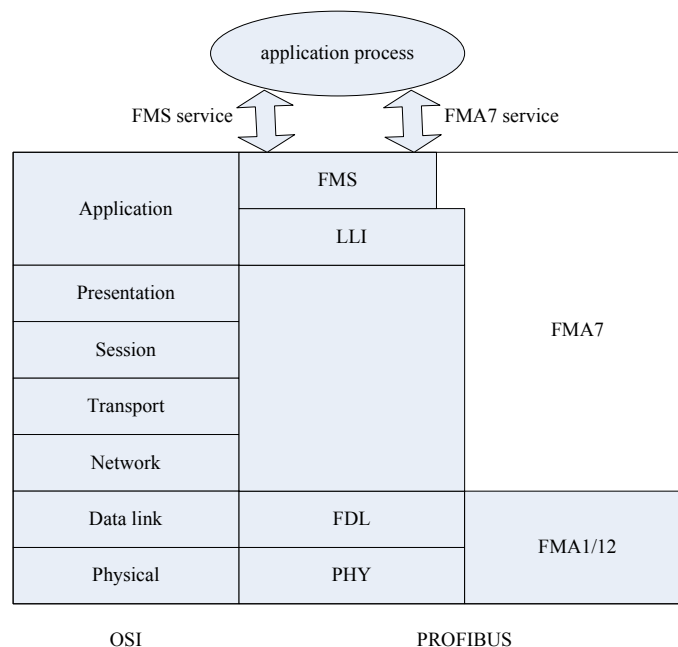 application process
FMS service
FMA7 service
Application
FMS
LLI
Presentation
Session
Transport
Network
FMA7
Data link
FDL
FMA1/12
Physical
PHY
OSI
PROFIBUS